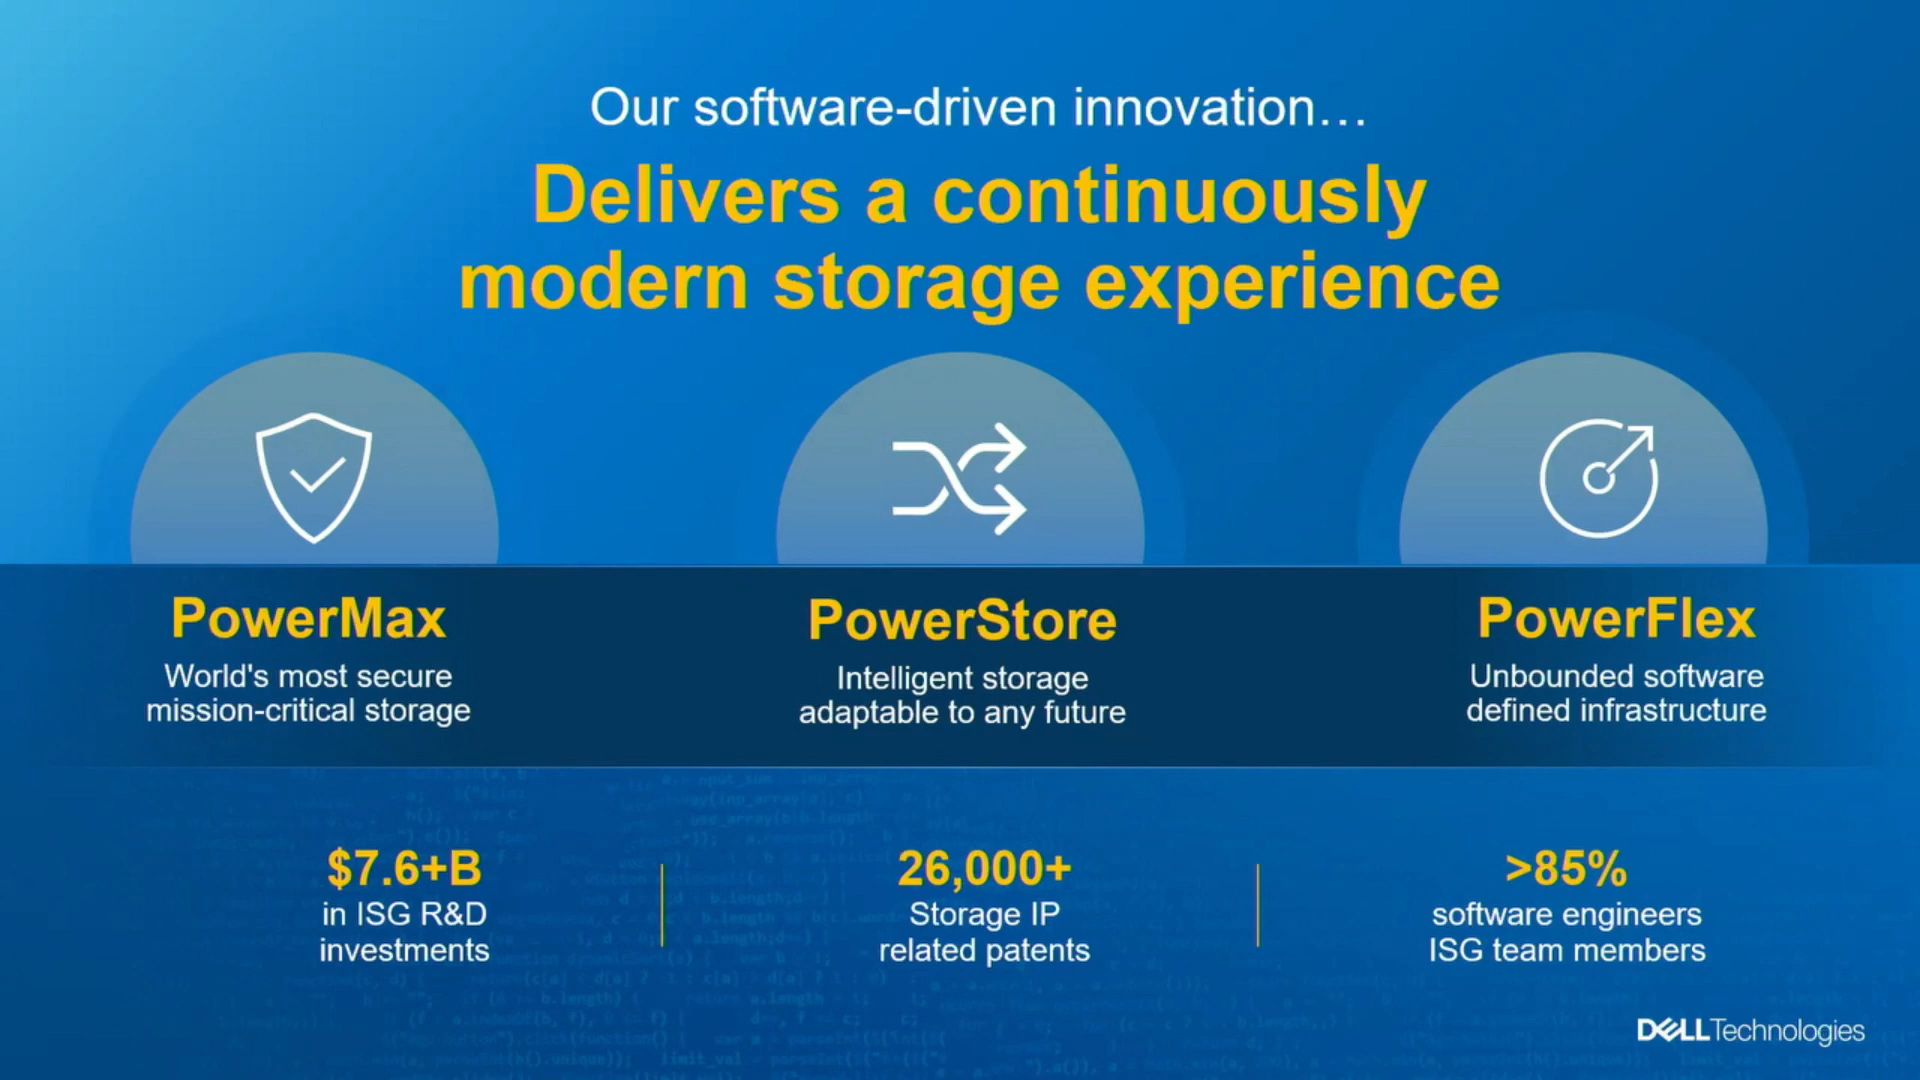 Our software-driven innovation…
Delivers a continuously
modern storage experience
PowerMax
World's most secure
mission-critical storage
PowerStore
Intelligent storage
adaptable to any future
PowerFlex
Unbounded software
defined infrastructure
$7.6+B
in ISG R&D
investments
26,000+
Storage IP
related patents
>85%
software engineers
ISG team members
DELLTechnologies